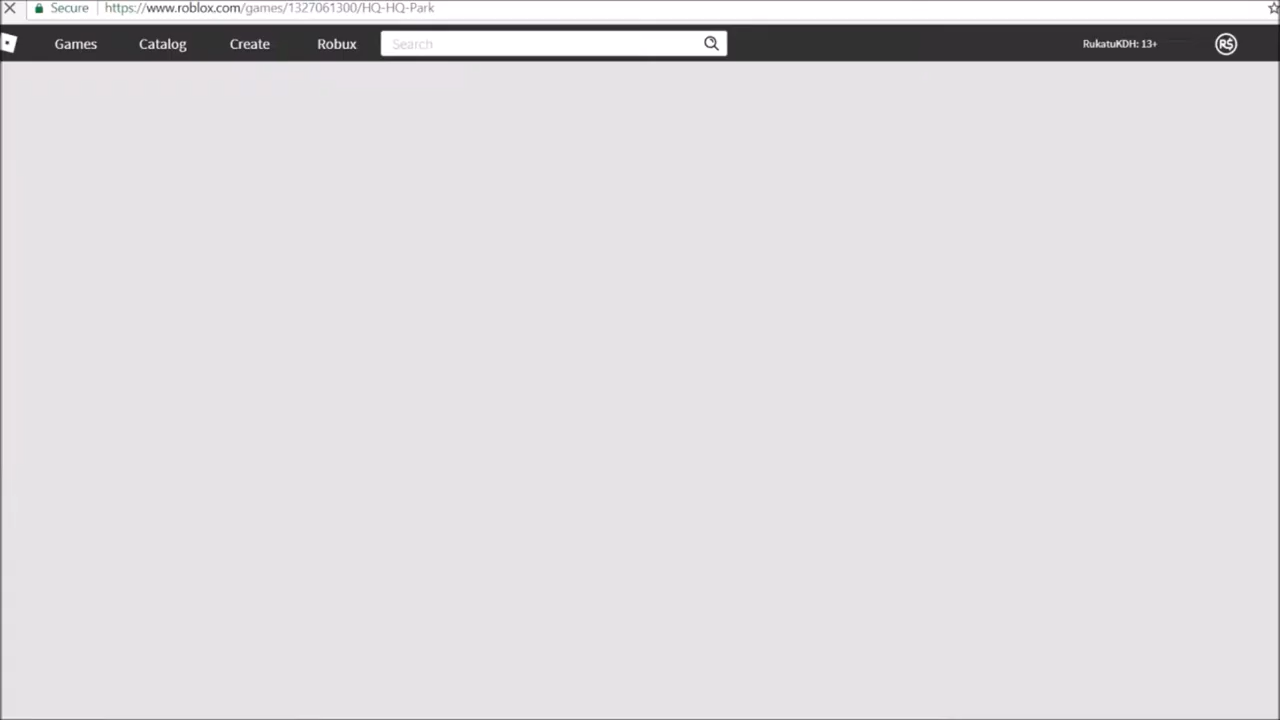 Secure https://www.roblox.com/games/1327061300/HQ-HQ-Park
Games Catalog Create Robux Search RukatuKDH: 13+ R$